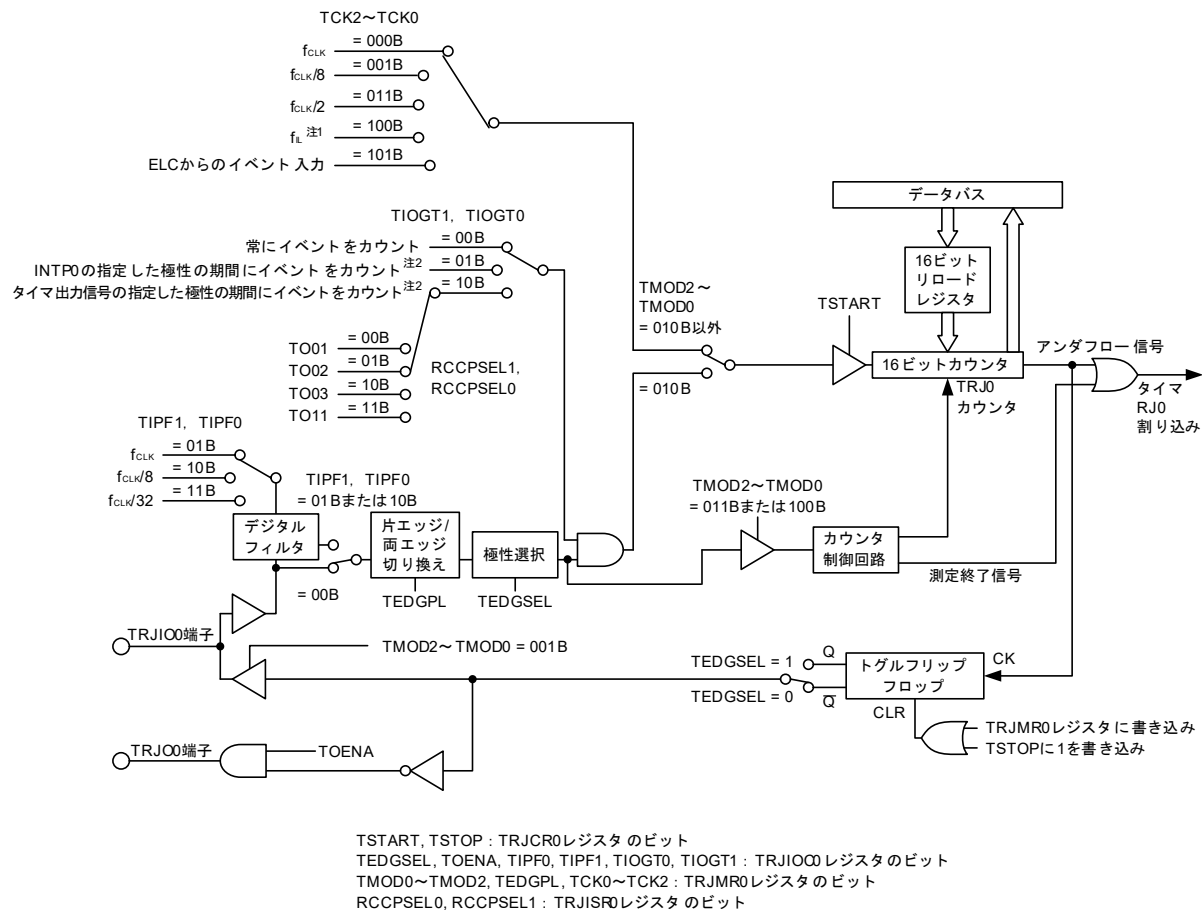 TCK2～TCK0
fCLK = 000B
fCLK/8 = 001B
fCLK/2 = 011B
fIL 注1 = 100B
ELCからのイベント入力 = 101B
TIOGT1, TIOGT0
常にイベントをカウント = 00B
INTP0の指定した極性の期間にイベントをカウント注2 = 01B
タイマ出力信号の指定した極性の期間にイベントをカウント注2 = 10B
TO01 = 00B
TO02 = 01B
TO03 = 10B
TO11 = 11B
RCCPSEL1,
RCCPSEL0
TMOD2～
TMOD0
= 010B以外
= 010B
TSTART
データバス
16ビット
リロード
レジスタ
16ビットカウンタ
TRJ0
カウンタ
アンダフロー信号
タイマ
RJ0
割り込み
TIPF1, TIPF0
fCLK = 01B
fCLK/8 = 10B
fCLK/32 = 11B
デジタル
フィルタ
TIPF1, TIPF0
= 01Bまたは10B
= 00B
片エッジ/
両エッジ
切り換え
TEDGPL
極性選択
TEDGSEL
TMOD2～TMOD0
= 011Bまたは100B
カウンタ
制御回路
測定終了信号
TRJIO0端子
TMOD2～TMOD0 = 001B
TEDGSEL = 1
TEDGSEL = 0
Q
Q
トグルフリップ
フロップ
CK
CLR
TRJMR0レジスタに書き込み
TSTOPに1を書き込み
TRJO0端子
TOENA
TSTART, TSTOP : TRJCR0レジスタのビット
TEDGSEL, TOENA, TIPF0, TIPF1, TIOGT0, TIOGT1 : TRJIOC0レジスタのビット
TMOD0～TMOD2, TEDGPL, TCK0～TCK2 : TRJMR0レジスタのビット
RCCPSEL0, RCCPSEL1 : TRJISR0レジスタのビット